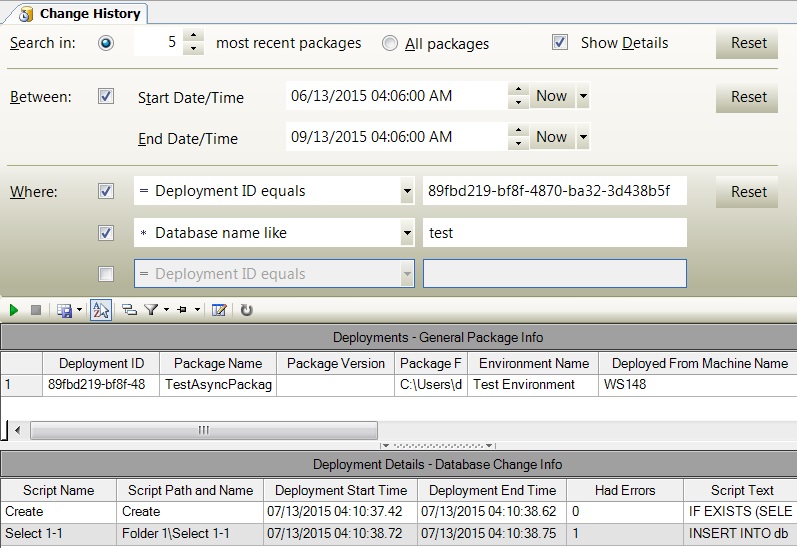 Change History
Search in: 5 most recent packages All packages Show Details Reset
Between: Start Date/Time 06/13/2015 04:06:00 AM Now Reset
End Date/Time 09/13/2015 04:06:00 AM Now
Where: = Deployment ID equals 89fbd219-bf8f-4870-ba32-3d438b5f Reset
* Database name like test
= Deployment ID equals
Deployments - General Package Info
Deployment ID Package Name Package Version Package F Environment Name Deployed From Machine Name
1 89fbd219-bf8f-48 TestAsyncPackag C:\Users\d Test Environment WS148
Deployment Details - Database Change Info
Script Name Script Path and Name Deployment Start Time Deployment End Time Had Errors Script Text
Create Create 07/13/2015 04:10:37.42 07/13/2015 04:10:38.62 0 IF EXISTS (SELE
Select 1-1 Folder 1\Select 1-1 07/13/2015 04:10:38.72 07/13/2015 04:10:38.75 1 INSERT INTO db